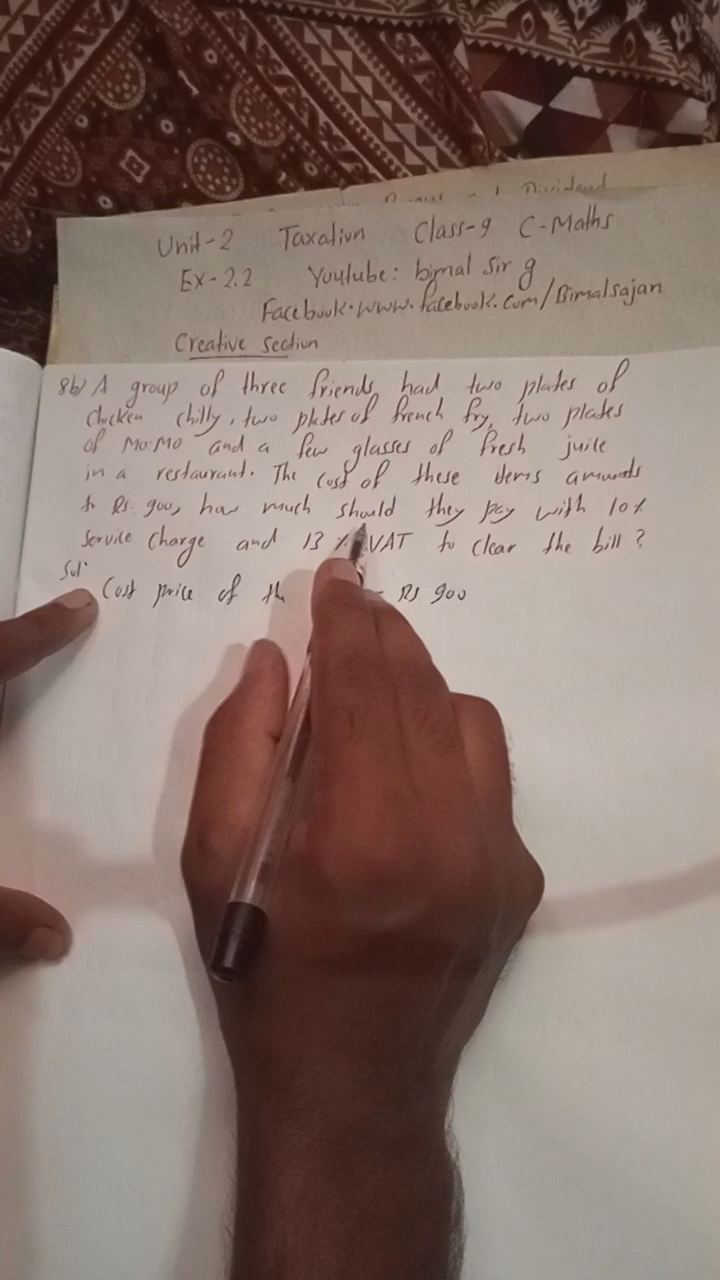 Dividend
Unit-2 Taxation Class-9 C-Maths
Ex-2.2 Youtube: bimal sir g
Facebook.www.facebook.com/Bimalsajan
Creative section
8b) A group of three friends had two plates of
chicken chilly, two plates of french fry, two plates
of Mo:Mo and a few glasses of fresh juice
in a restaurant. The cost of these items amounts
to Rs. 900, how much should they pay with 10%
service charge and 13% VAT to clear the bill?
Solⁿ
Cost price of th = Rs 900